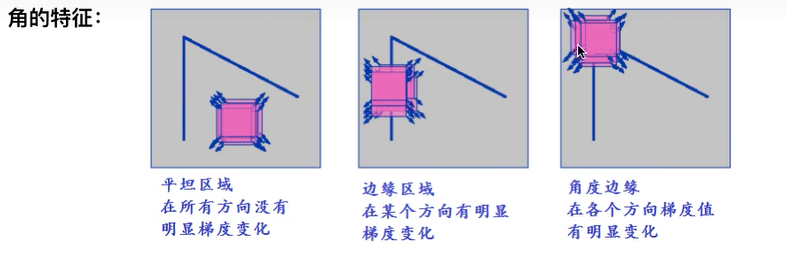 角的特征：
平坦区域
在所有方向没有
明显梯度变化
边缘区域
在某个方向有明显
梯度变化
角度边缘
在各个方向梯度值
有明显变化